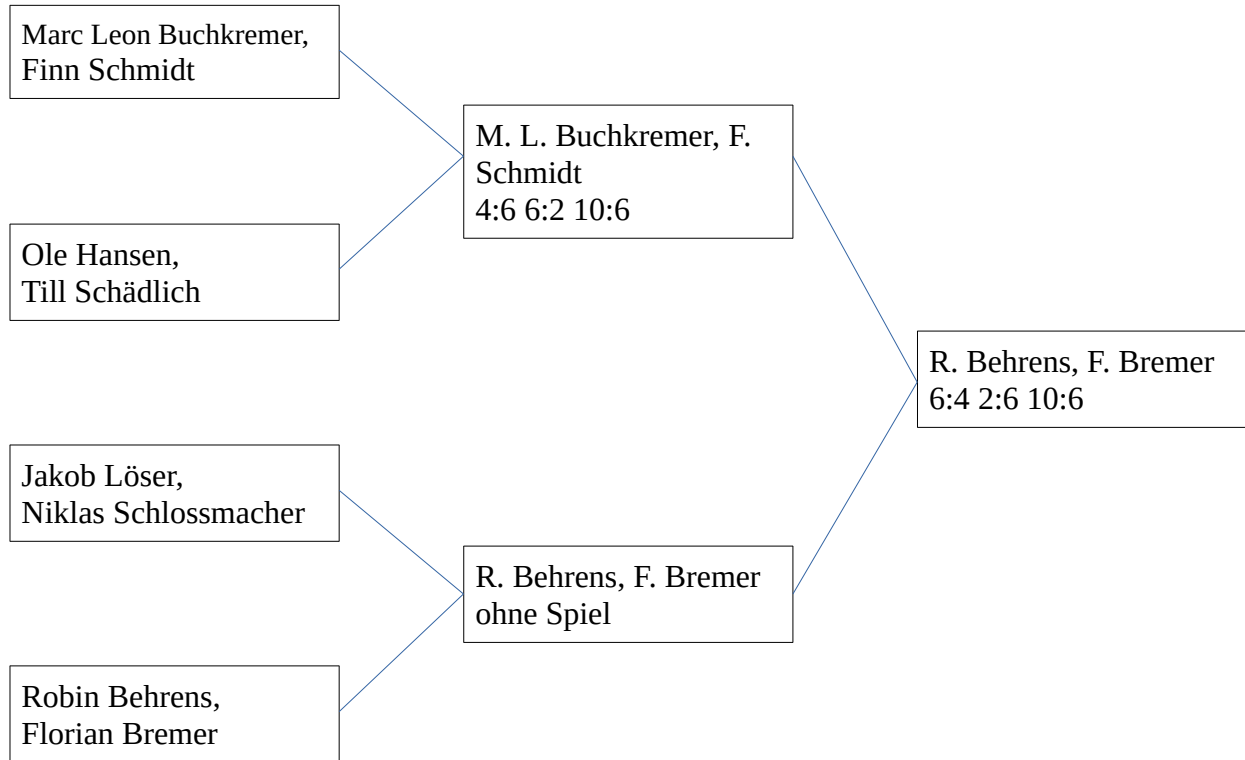 Marc Leon Buchkremer,
Finn Schmidt
Ole Hansen,
Till Schädlich
Jakob Löser,
Niklas Schlossmacher
Robin Behrens,
Florian Bremer
M. L. Buchkremer, F.
Schmidt
4:6 6:2 10:6
R. Behrens, F. Bremer
ohne Spiel
R. Behrens, F. Bremer
6:4 2:6 10:6